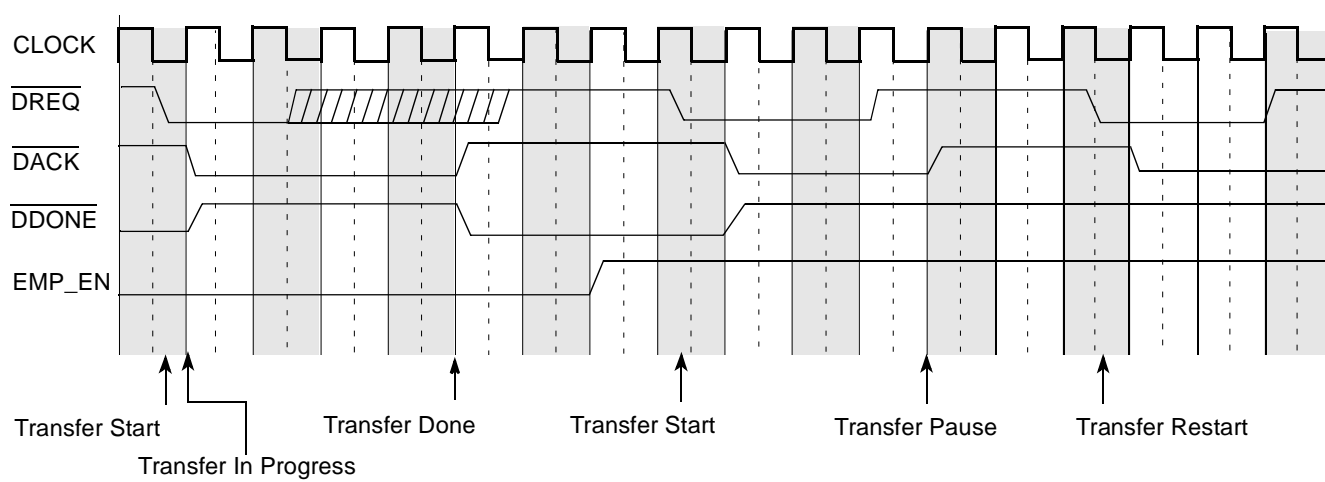 CLOCK
DREQ
DACK
DDONE
EMP_EN
Transfer Start
Transfer In Progress
Transfer Done
Transfer Start
Transfer Pause
Transfer Restart